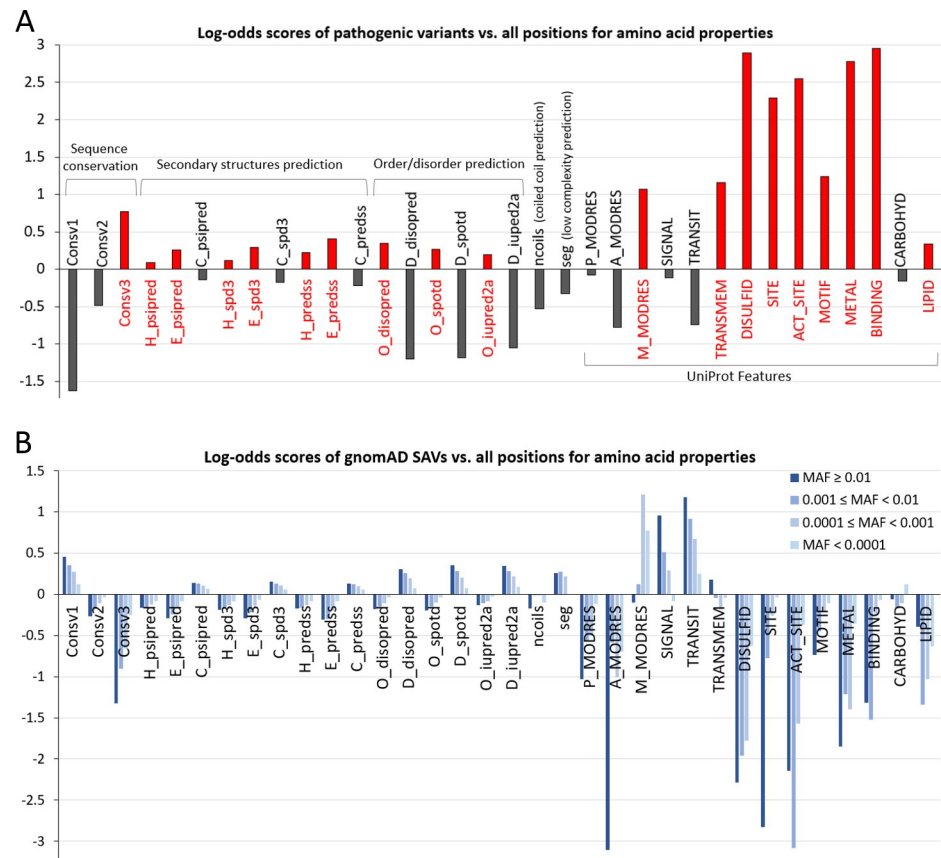 A
Log-odds scores of pathogenic variants vs. all positions for amino acid properties
3
2.5
2
1.5
1
0.5
0
-0.5
-1
-1.5
Sequence
conservation
Secondary structures prediction
Order/disorder prediction
Consv1
Consv2
Consv3
H_psipred
E_psipred
C_psipred
H_spd3
E_spd3
C_spd3
H_predss
E_predss
C_predss
O_disopred
D_disopred
O_spotd
D_spotd
O_iupred2a
D_iuped2a
ncoils (coiled coil prediction)
seg (low complexity prediction)
P_MODRES
A_MODRES
M_MODRES
SIGNAL
TRANSIT
TRANSMEM
DISULFID
SITE
ACT_SITE
MOTIF
METAL
BINDING
CARBOHYD
LIPID
UniProt Features
B
Log-odds scores of gnomAD SAVs vs. all positions for amino acid properties
1.5
1
0.5
0
-0.5
-1
-1.5
-2
-2.5
-3
MAF ≥ 0.01
0.001 ≤ MAF < 0.01
0.0001 ≤ MAF < 0.001
MAF < 0.0001
Consv1
Consv2
Consv3
H_psipred
E_psipred
C_psipred
H_spd3
E_spd3
C_spd3
H_predss
E_predss
C_predss
O_disopred
D_disopred
O_spotd
D_spotd
O_iupred2a
D_iupred2a
ncoils
seg
P_MODRES
A_MODRES
M_MODRES
SIGNAL
TRANSIT
TRANSMEM
DISULFID
SITE
ACT_SITE
MOTIF
METAL
BINDING
CARBOHYD
LIPID